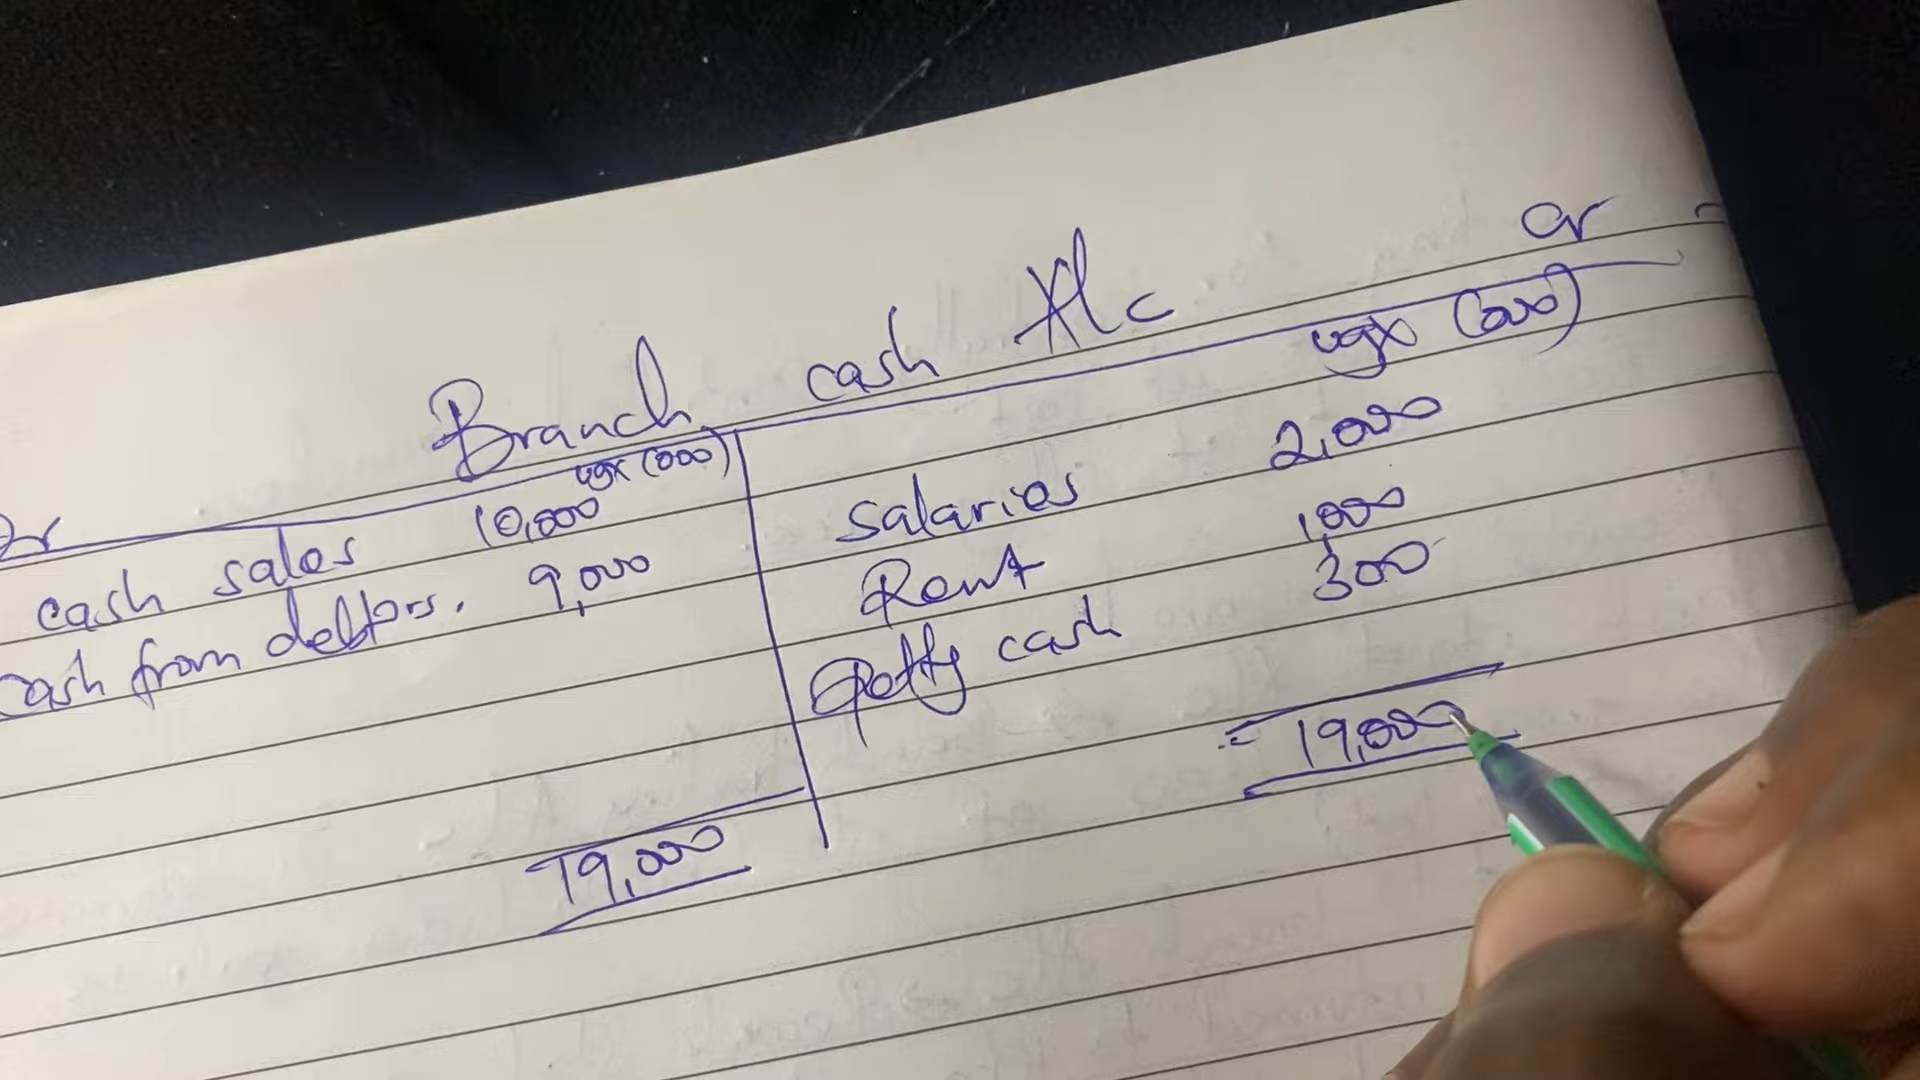 Branch cash A/c Cr
Dr ugx (000) ugx (000)
cash sales 10,000 Salaries 2,000
cash from debtors. 9,000 Rent 1,000
Petty cash 300
19,000 19,000